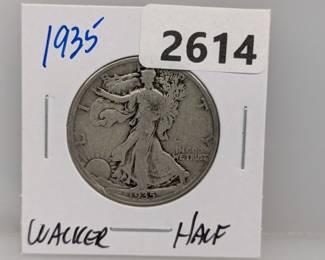 1935
2614
LIBERTY
IN GOD
WE TRUST
1935
WALKER HALF